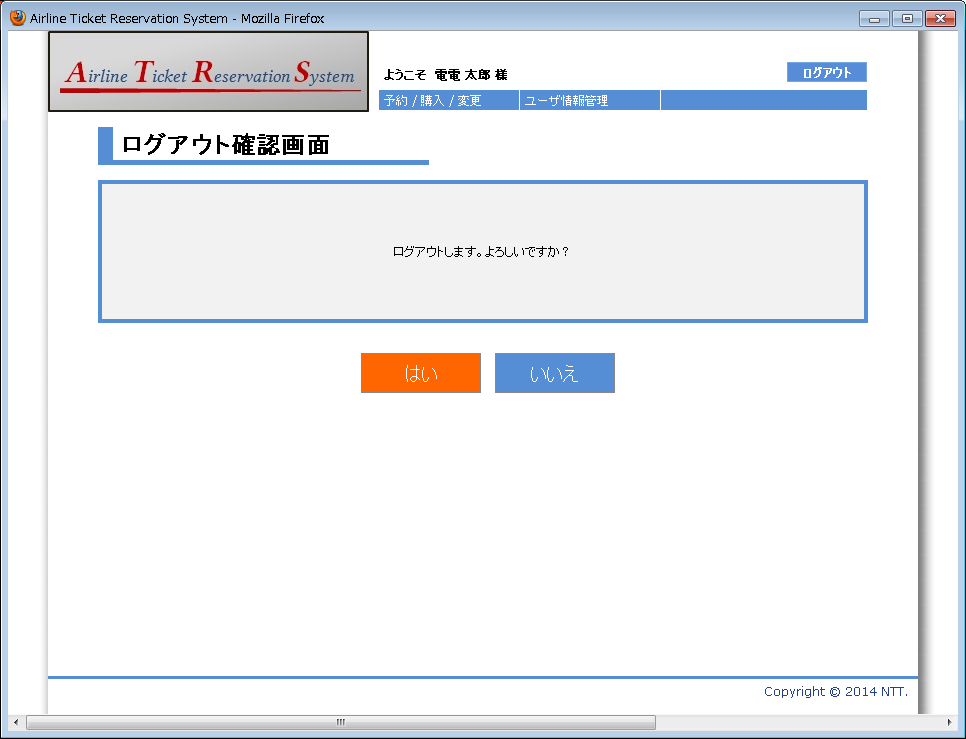 Airline Ticket Reservation System - Mozilla Firefox
Airline Ticket Reservation System
ようこそ 電電 太郎 様
ログアウト
予約 / 購入 / 変更
ユーザ情報管理
ログアウト確認画面
ログアウトします。よろしいですか？
はい
いいえ
Copyright © 2014 NTT.